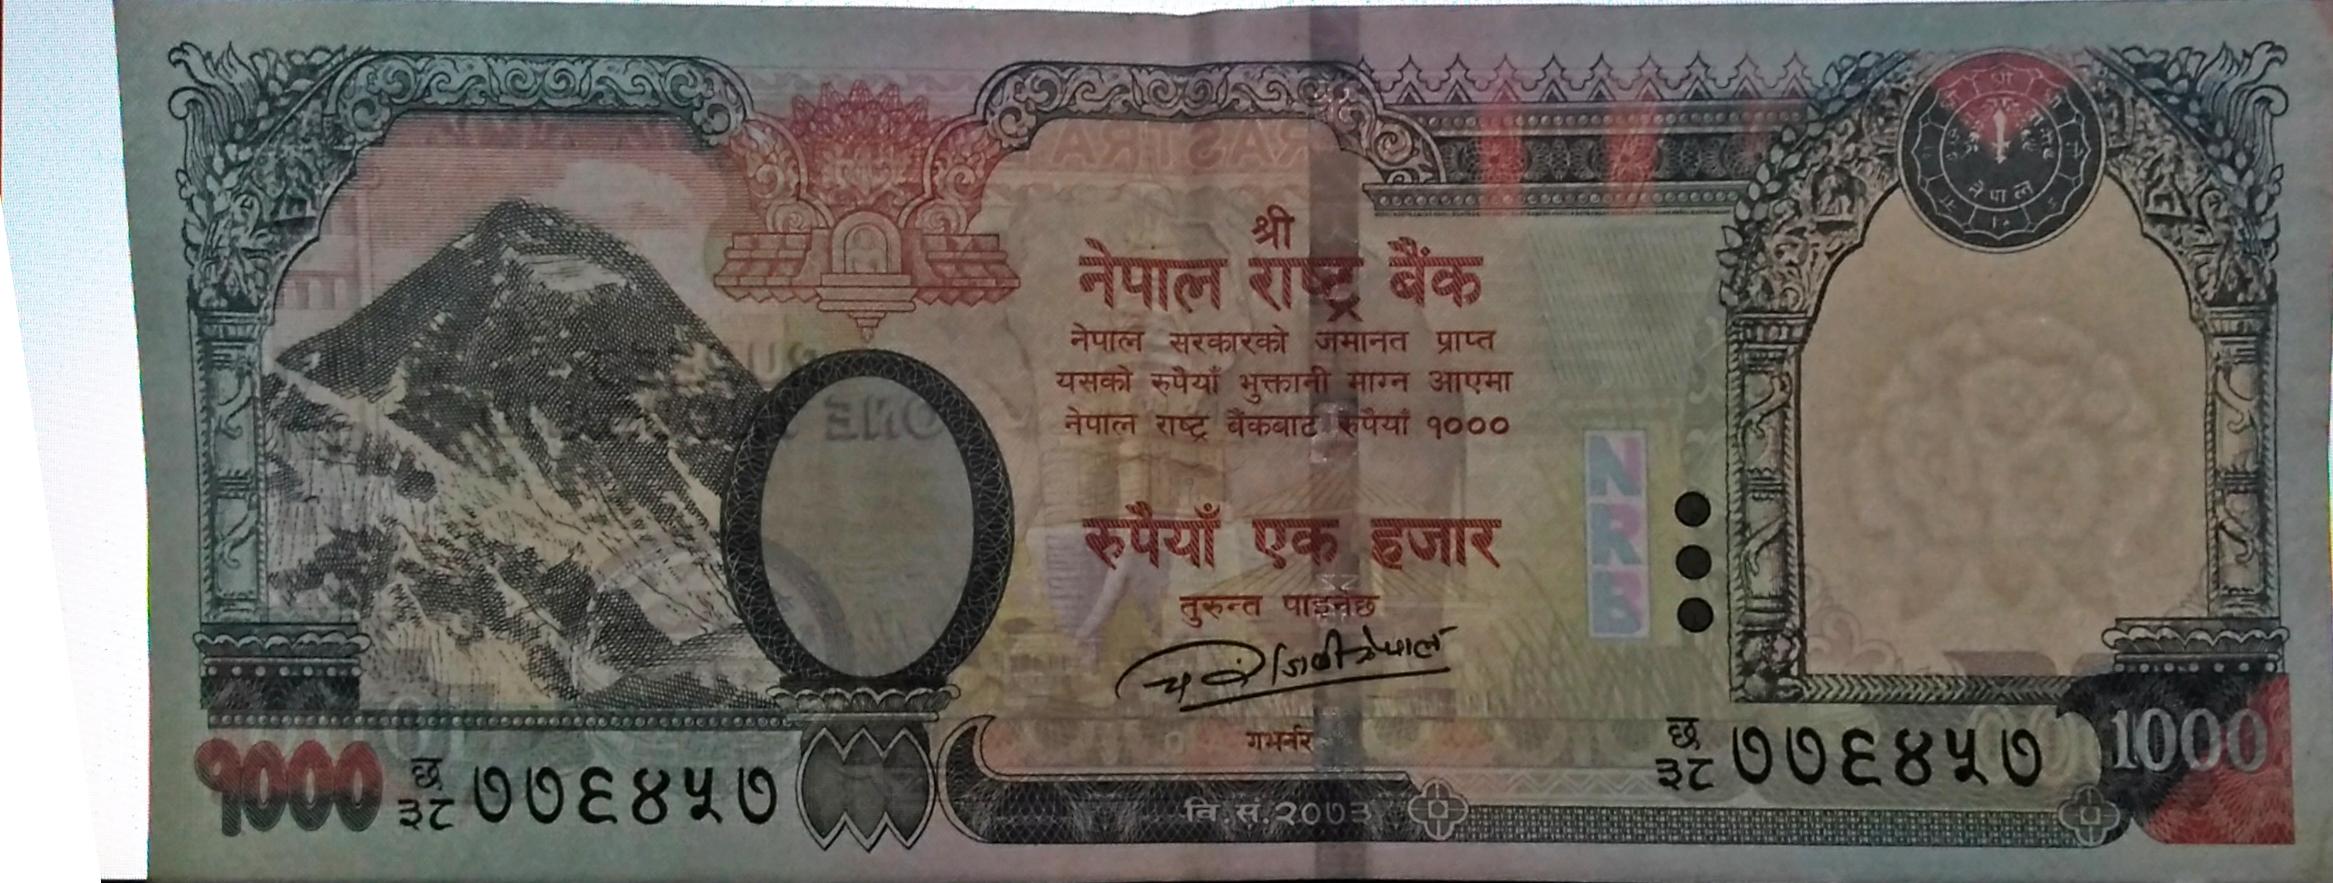 श्री
नेपाल राष्ट्र बैंक
नेपाल सरकारको जमानत प्राप्त
यसको रुपैयाँ भुक्तानी माग्न आएमा
नेपाल राष्ट्र बैंकबाट रुपैयाँ १०००
NRB
रुपैयाँ एक हजार
तुरुन्त पाइनेछ
गभर्नर
१००० छ ३८ ७७६४५७
छ ३८ ७७६४५७ 1000
वि.सं.२०७३